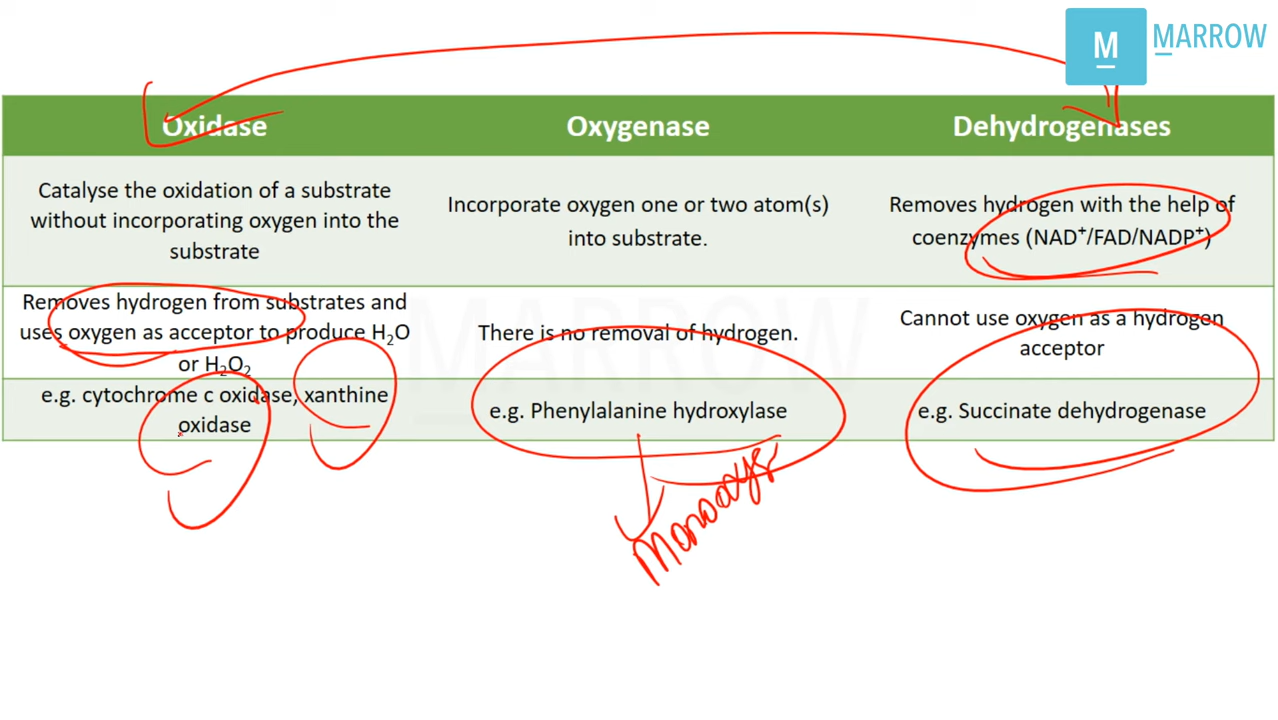 M MARROW
Oxidase
Oxygenase
Dehydrogenases
Catalyse the oxidation of a substrate
without incorporating oxygen into the
substrate
Incorporate oxygen one or two atom(s)
into substrate.
Removes hydrogen with the help of
coenzymes (NAD⁺/FAD/NADP⁺)
Removes hydrogen from substrates and
uses oxygen as acceptor to produce H₂O
or H₂O₂
There is no removal of hydrogen.
Cannot use oxygen as a hydrogen
acceptor
e.g. cytochrome c oxidase, xanthine
oxidase
e.g. Phenylalanine hydroxylase
e.g. Succinate dehydrogenase
MARROW